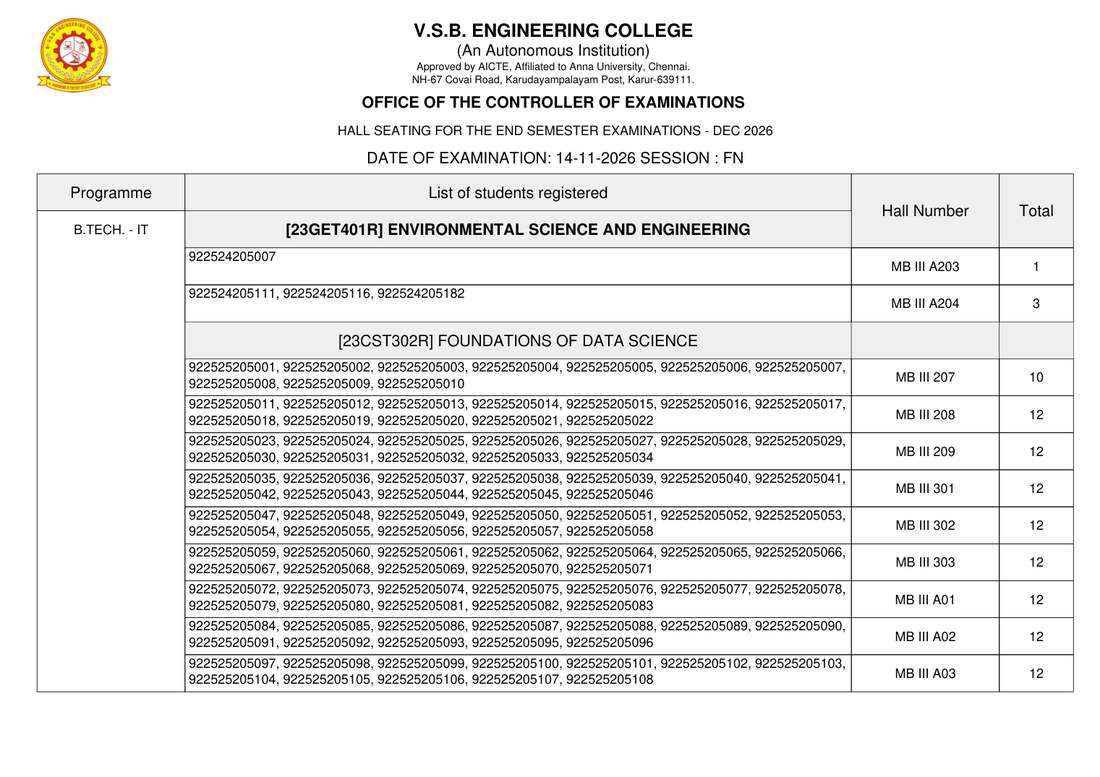 V.S.B. ENGINEERING COLLEGE
(An Autonomous Institution)
Approved by AICTE, Affiliated to Anna University, Chennai.
NH-67 Covai Road, Karudayampalayam Post, Karur-639111.
OFFICE OF THE CONTROLLER OF EXAMINATIONS
HALL SEATING FOR THE END SEMESTER EXAMINATIONS - DEC 2026
DATE OF EXAMINATION: 14-11-2026 SESSION : FN
Programme List of students registered Hall Number Total
B.TECH. - IT [23GET401R] ENVIRONMENTAL SCIENCE AND ENGINEERING
922524205007 MB III A203 1
922524205111, 922524205116, 922524205182 MB III A204 3
[23CST302R] FOUNDATIONS OF DATA SCIENCE
922525205001, 922525205002, 922525205003, 922525205004, 922525205005, 922525205006, 922525205007,
922525205008, 922525205009, 922525205010 MB III 207 10
922525205011, 922525205012, 922525205013, 922525205014, 922525205015, 922525205016, 922525205017,
922525205018, 922525205019, 922525205020, 922525205021, 922525205022 MB III 208 12
922525205023, 922525205024, 922525205025, 922525205026, 922525205027, 922525205028, 922525205029,
922525205030, 922525205031, 922525205032, 922525205033, 922525205034 MB III 209 12
922525205035, 922525205036, 922525205037, 922525205038, 922525205039, 922525205040, 922525205041,
922525205042, 922525205043, 922525205044, 922525205045, 922525205046 MB III 301 12
922525205047, 922525205048, 922525205049, 922525205050, 922525205051, 922525205052, 922525205053,
922525205054, 922525205055, 922525205056, 922525205057, 922525205058 MB III 302 12
922525205059, 922525205060, 922525205061, 922525205062, 922525205064, 922525205065, 922525205066,
922525205067, 922525205068, 922525205069, 922525205070, 922525205071 MB III 303 12
922525205072, 922525205073, 922525205074, 922525205075, 922525205076, 922525205077, 922525205078,
922525205079, 922525205080, 922525205081, 922525205082, 922525205083 MB III A01 12
922525205084, 922525205085, 922525205086, 922525205087, 922525205088, 922525205089, 922525205090,
922525205091, 922525205092, 922525205093, 922525205095, 922525205096 MB III A02 12
922525205097, 922525205098, 922525205099, 922525205100, 922525205101, 922525205102, 922525205103,
922525205104, 922525205105, 922525205106, 922525205107, 922525205108 MB III A03 12